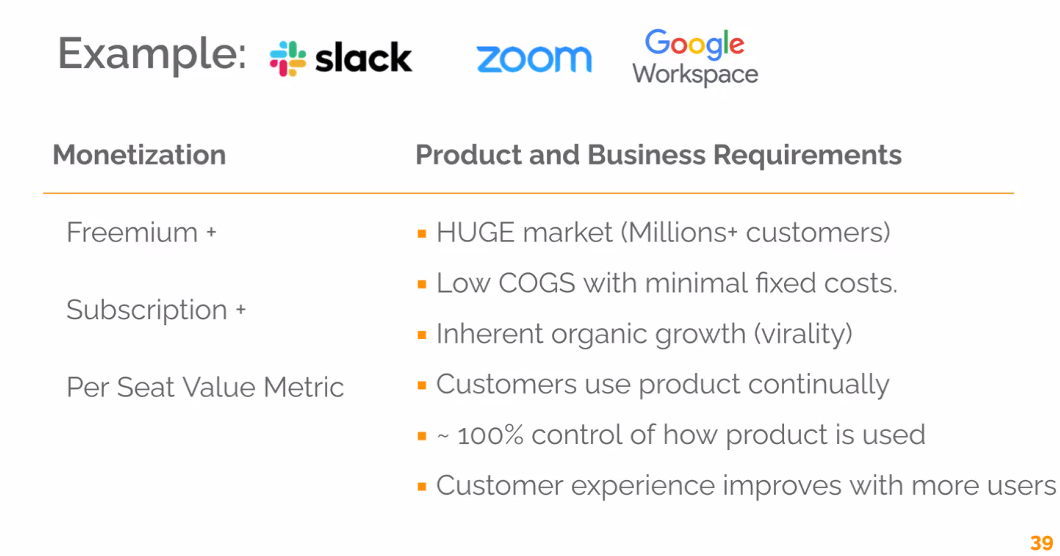 Example: slack zoom Google Workspace
Monetization
Product and Business Requirements
Freemium +
Subscription +
Per Seat Value Metric
▪ HUGE market (Millions+ customers)
▪ Low COGS with minimal fixed costs.
▪ Inherent organic growth (virality)
▪ Customers use product continually
▪ ~ 100% control of how product is used
▪ Customer experience improves with more users
39